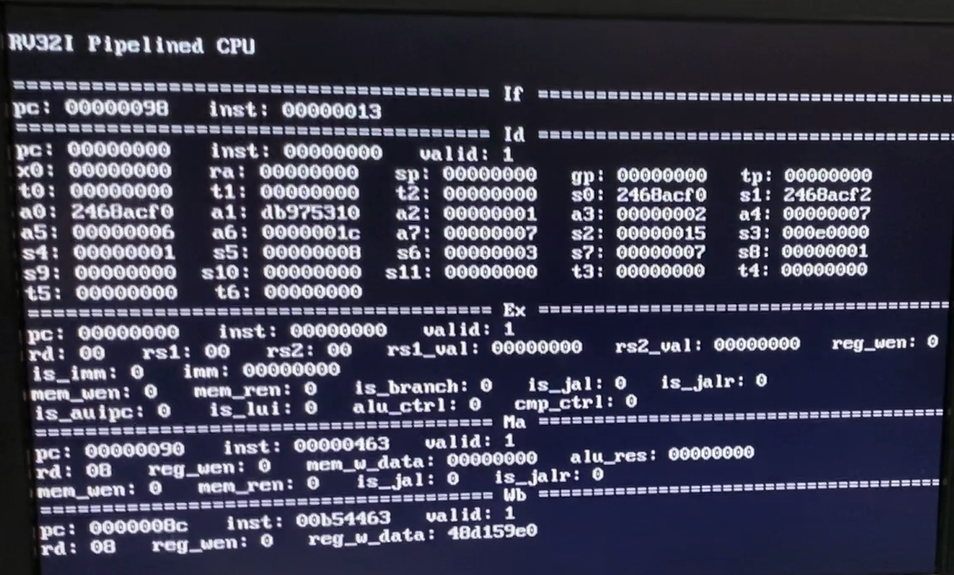 RV32I Pipelined CPU
================================================= If ===========================================
pc: 00000098 inst: 00000013
================================================= Id ===========================================
pc: 00000000 inst: 00000000 valid: 1
x0: 00000000 ra: 00000000 sp: 00000000 gp: 00000000 tp: 00000000
t0: 00000000 t1: 00000000 t2: 00000000 s0: 2468acf0 s1: 2468acf2
a0: 2468acf0 a1: db975310 a2: 00000001 a3: 00000002 a4: 00000007
a5: 00000006 a6: 0000001c a7: 00000007 s2: 00000015 s3: 000e0000
s4: 00000001 s5: 00000008 s6: 00000003 s7: 00000007 s8: 00000001
s9: 00000000 s10: 00000000 s11: 00000000 t3: 00000000 t4: 00000000
t5: 00000000 t6: 00000000
================================================= Ex ===========================================
pc: 00000000 inst: 00000000 valid: 1
rd: 00 rs1: 00 rs2: 00 rs1_val: 00000000 rs2_val: 00000000 reg_wen: 0
is_imm: 0 imm: 00000000
mem_wen: 0 mem_ren: 0 is_branch: 0 is_jal: 0 is_jalr: 0
is_auipc: 0 is_lui: 0 alu_ctrl: 0 cmp_ctrl: 0
================================================= Ma ===========================================
pc: 00000090 inst: 00000463 valid: 1
rd: 08 reg_wen: 0 mem_w_data: 00000000 alu_res: 00000000
mem_wen: 0 mem_ren: 0 is_jal: 0 is_jalr: 0
================================================= Wb ===========================================
pc: 0000008c inst: 00b54463 valid: 1
rd: 08 reg_wen: 0 reg_w_data: 48d159e0